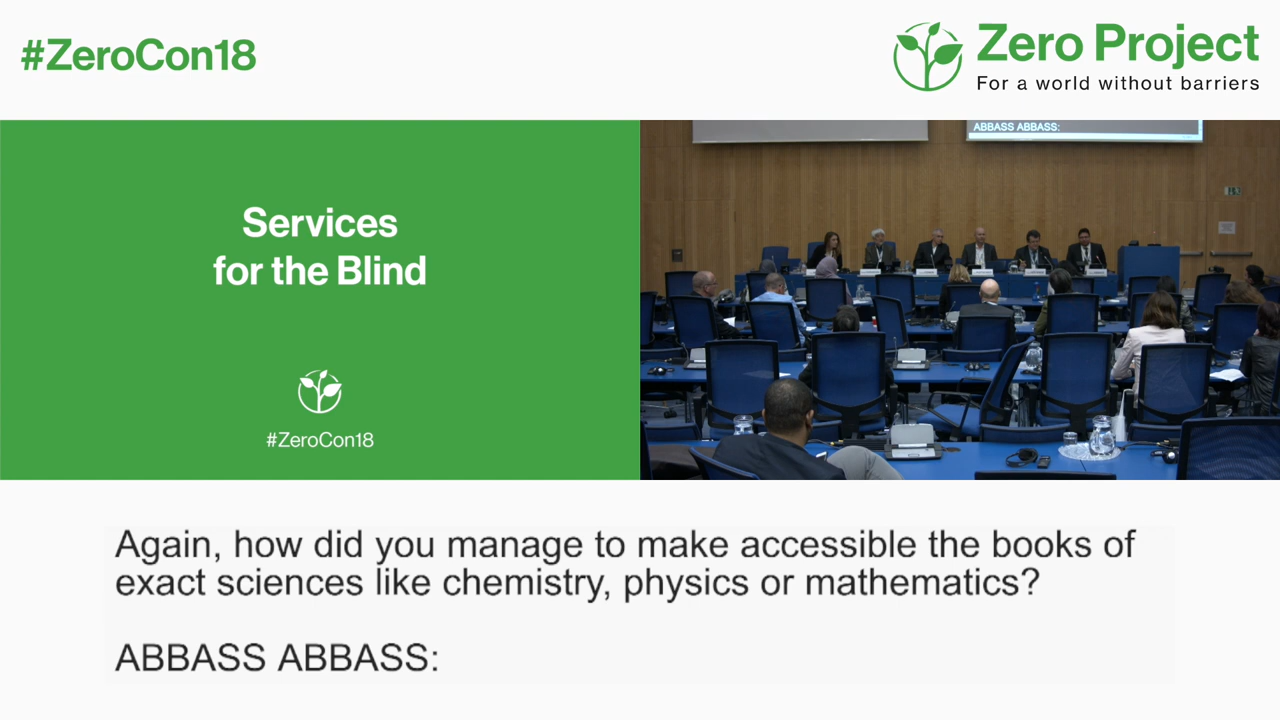 #ZeroCon18
Zero Project
For a world without barriers
ABBASS ABBASS:
Services
for the Blind
#ZeroCon18
Again, how did you manage to make accessible the books of
exact sciences like chemistry, physics or mathematics?
ABBASS ABBASS: